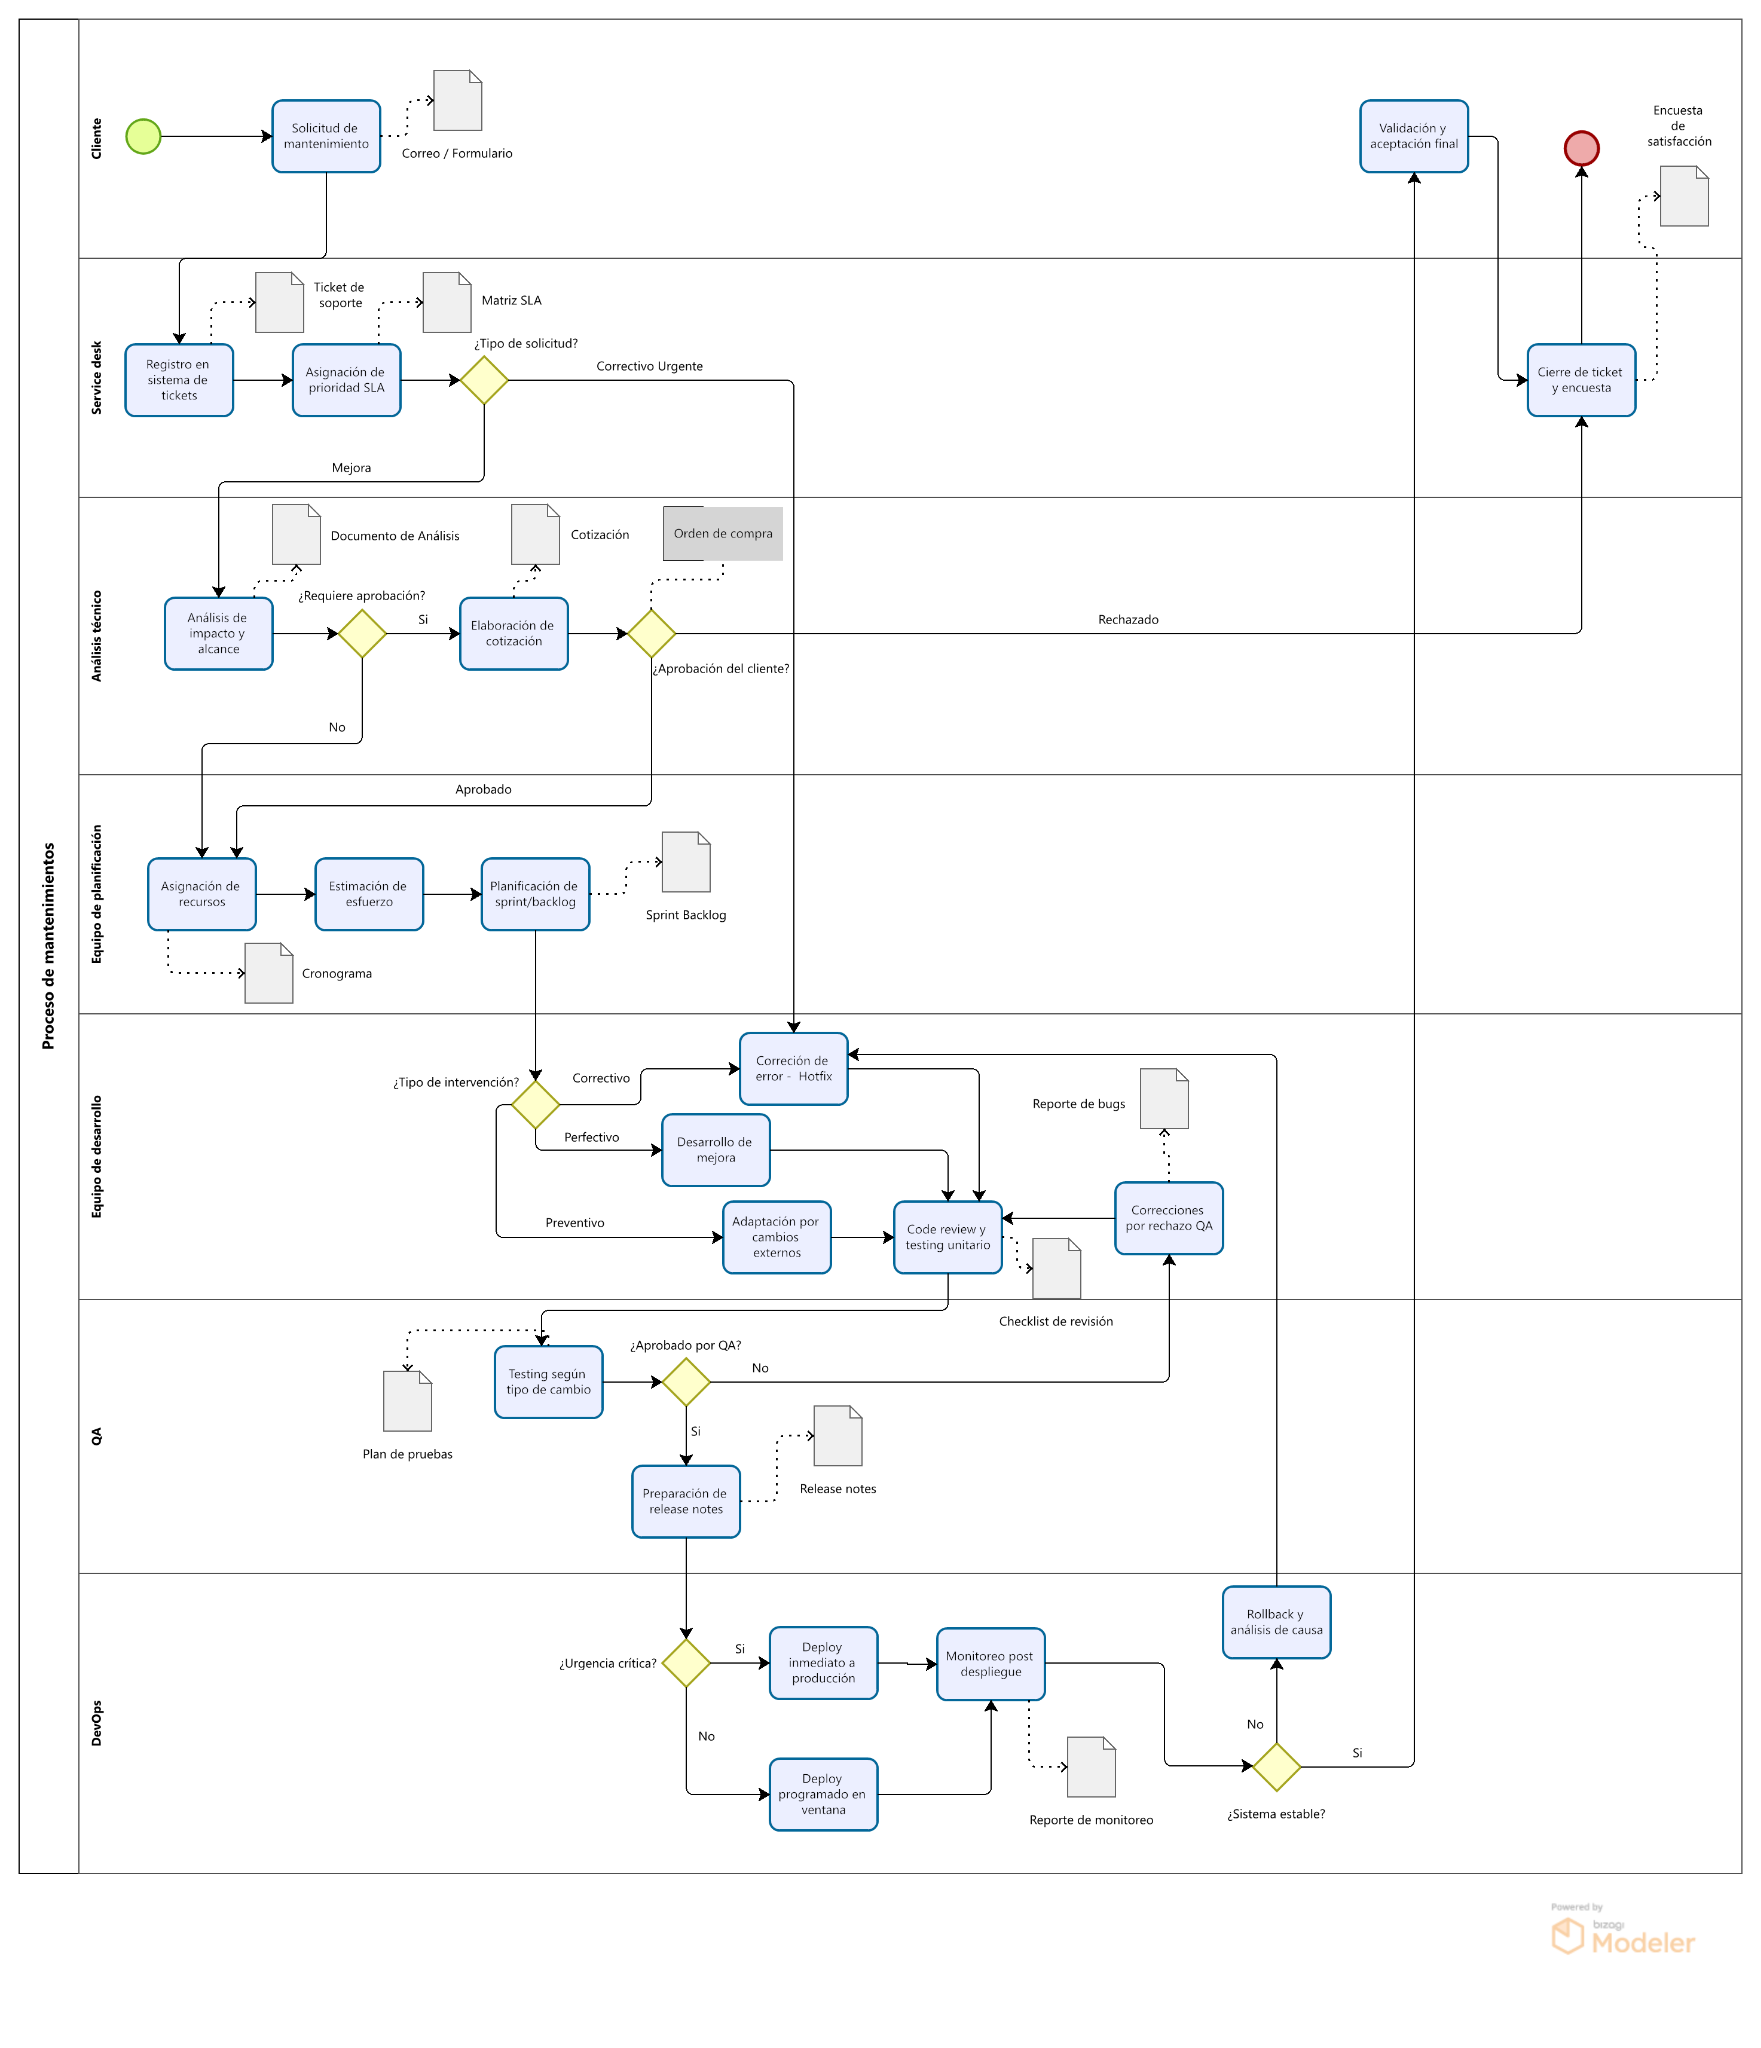 Proceso de mantenimientos
Cliente
Solicitud de
mantenimiento
Correo / Formulario
Validación y
aceptación final
Encuesta
de
satisfacción
Service desk
Registro en
sistema de
tickets
Ticket de
soporte
Asignación de
prioridad SLA
Matriz SLA
¿Tipo de solicitud?
Correctivo Urgente
Mejora
Cierre de ticket
y encuesta
Análisis técnico
Análisis de
impacto y
alcance
Documento de Análisis
¿Requiere aprobación?
Si
No
Elaboración de
cotización
Cotización
Orden de compra
¿Aprobación del cliente?
Rechazado
Equipo de planificación
Aprobado
Asignación de
recursos
Cronograma
Estimación de
esfuerzo
Planificación de
sprint/backlog
Sprint Backlog
Equipo de desarrollo
¿Tipo de intervención?
Correctivo
Perfectivo
Preventivo
Correción de
error - Hotfix
Desarrollo de
mejora
Adaptación por
cambios
externos
Code review y
testing unitario
Reporte de bugs
Correcciones
por rechazo QA
QA
Checklist de revisión
Testing según
tipo de cambio
Plan de pruebas
¿Aprobado por QA?
No
Si
Preparación de
release notes
Release notes
DevOps
¿Urgencia crítica?
Si
No
Deploy
inmediato a
producción
Deploy
programado en
ventana
Monitoreo post
despliegue
Reporte de monitoreo
Rollback y
análisis de causa
No
Si
¿Sistema estable?
Powered by
bizagi
Modeler